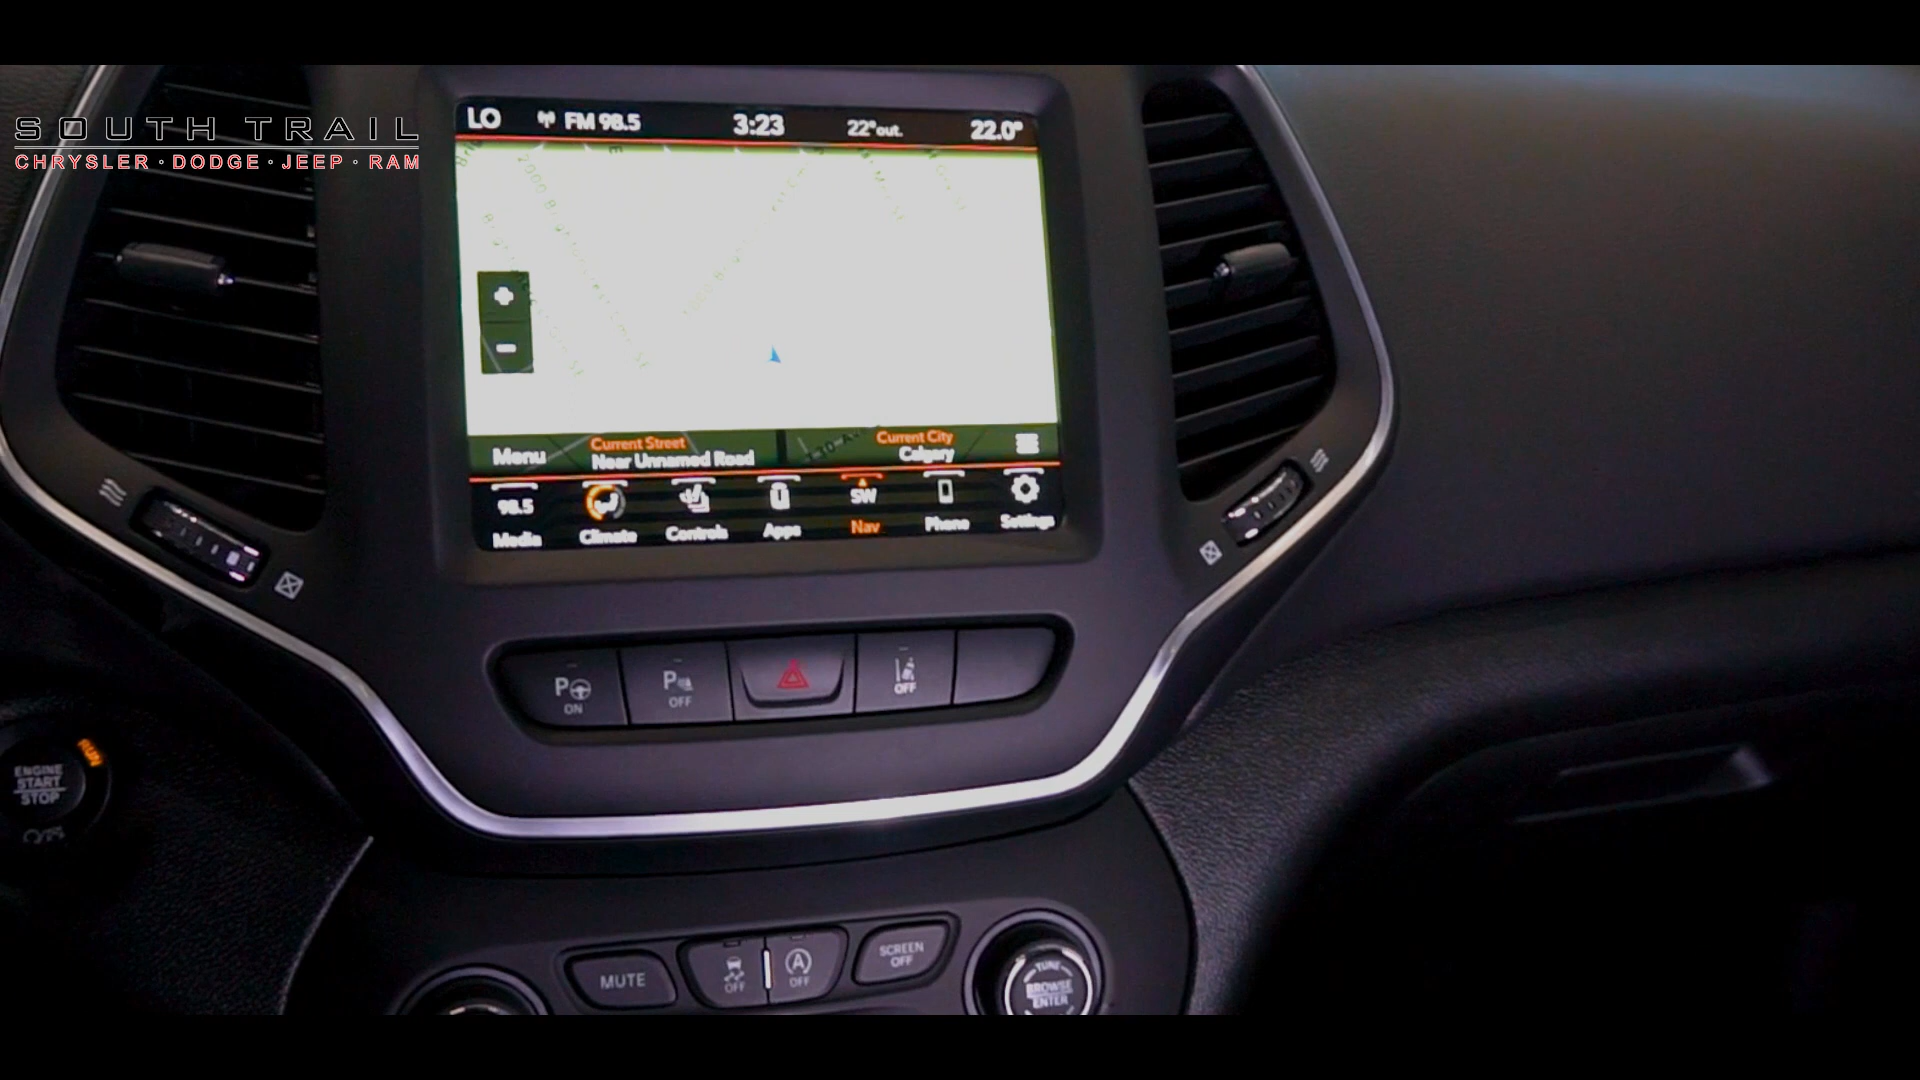 SOUTH TRAIL
CHRYSLER · DODGE · JEEP · RAM
LO FM 98.5 3:23 22°out. 22.0°
E
Menu
Current Street
Near Unnamed Road
Current City
Calgary
98.5 SW
Media Climate Controls Apps Nav Phone Settings
P ON
P OFF
OFF
RUN
ENGINE
START
STOP
MUTE
OFF
A OFF
SCREEN
OFF
TUNE
BROWSE
ENTER